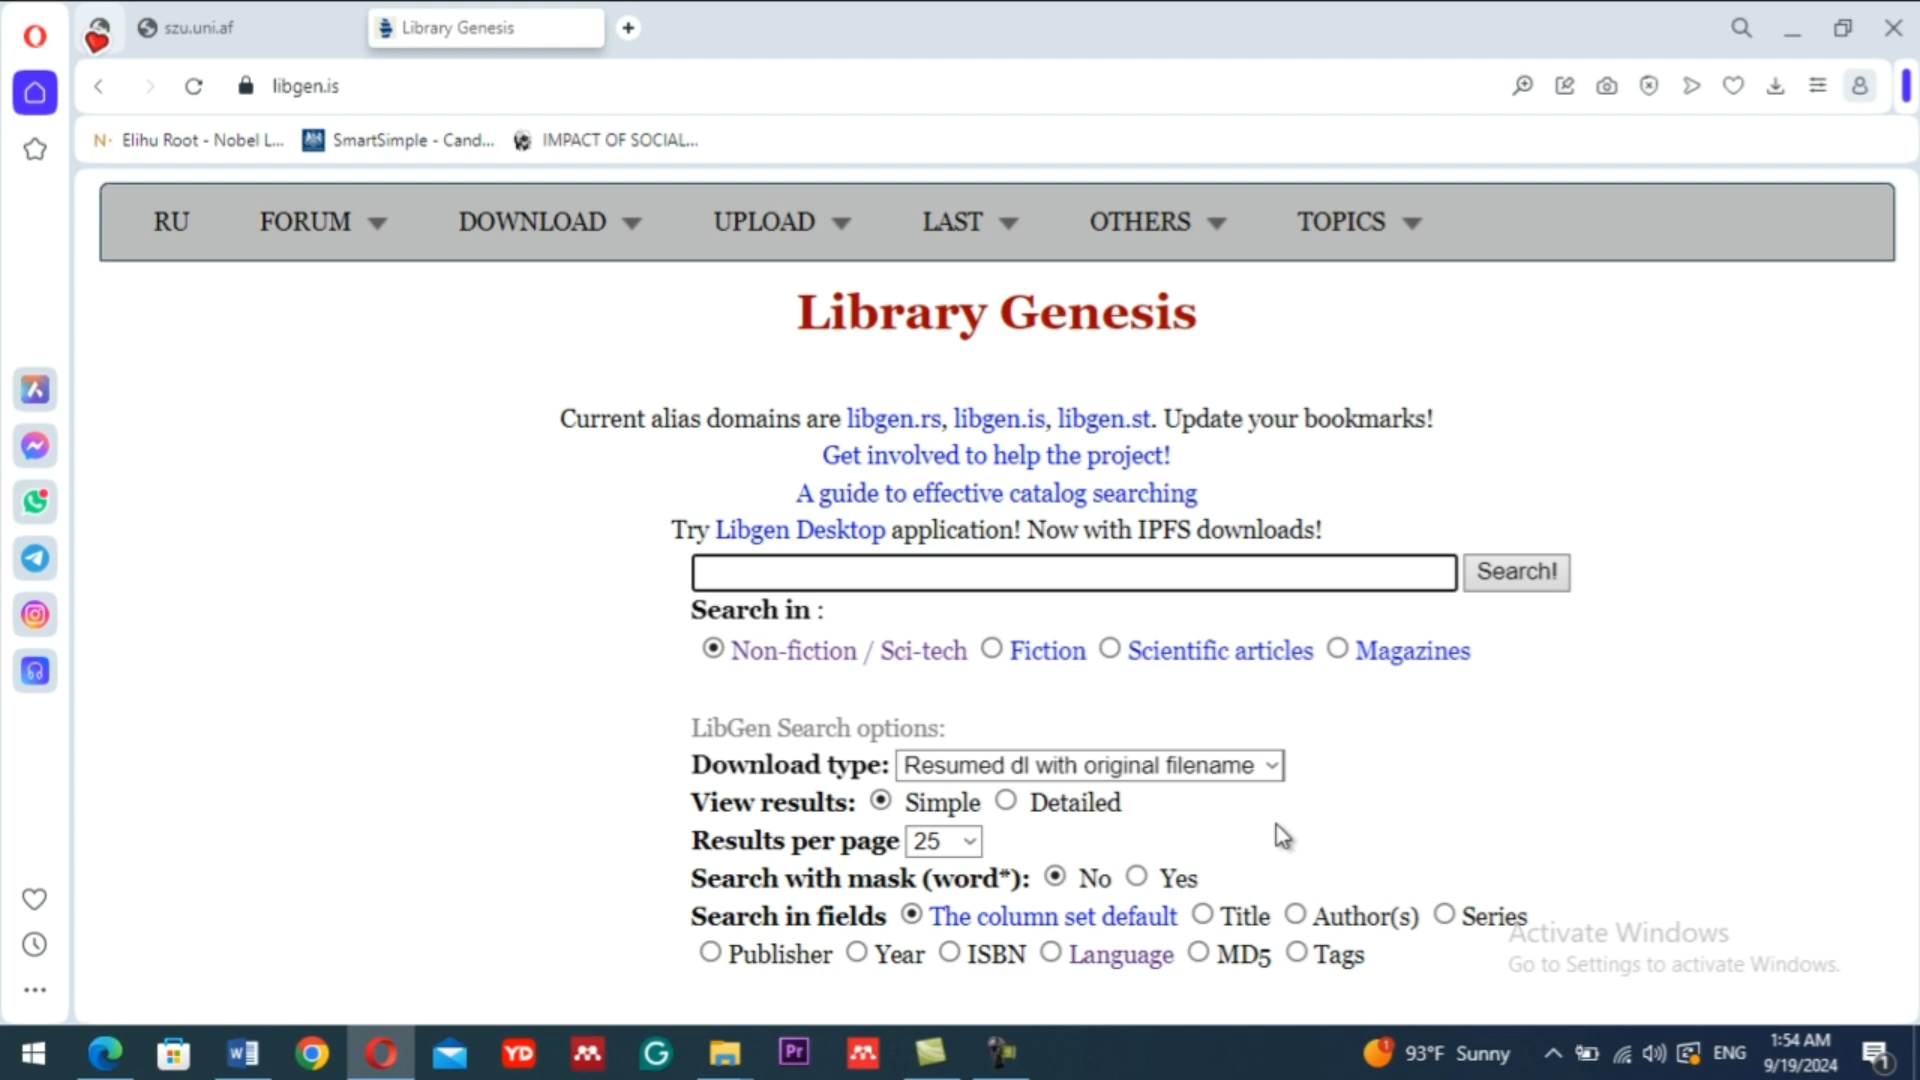 szu.uni.af
Library Genesis
libgen.is
N· Elihu Root - Nobel L...
SmartSimple - Cand...
IMPACT OF SOCIAL...
RU FORUM DOWNLOAD UPLOAD LAST OTHERS TOPICS
Library Genesis
Current alias domains are libgen.rs, libgen.is, libgen.st. Update your bookmarks!
Get involved to help the project!
A guide to effective catalog searching
Try Libgen Desktop application! Now with IPFS downloads!
Search!
Search in :
Non-fiction / Sci-tech Fiction Scientific articles Magazines
LibGen Search options:
Download type: Resumed dl with original filename
View results: Simple Detailed
Results per page 25
Search with mask (word*): No Yes
Search in fields The column set default Title Author(s) Series
Publisher Year ISBN Language MD5 Tags
Activate Windows
Go to Settings to activate Windows.
YD
G
Pr
93°F Sunny
ENG
1:54 AM
9/19/2024
1